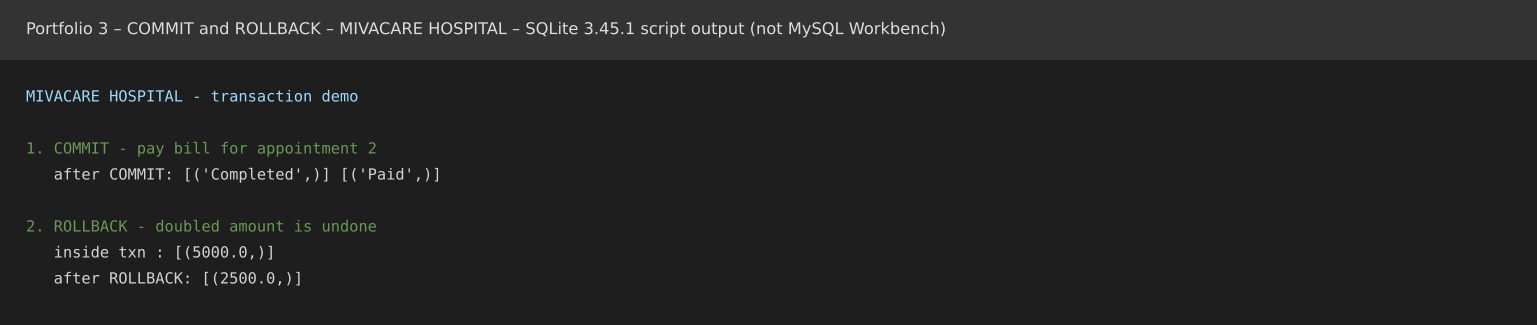 Portfolio 3 – COMMIT and ROLLBACK – MIVACARE HOSPITAL – SQLite 3.45.1 script output (not MySQL Workbench)
MIVACARE HOSPITAL - transaction demo
1. COMMIT - pay bill for appointment 2
after COMMIT: [('Completed',)] [('Paid',)]
2. ROLLBACK - doubled amount is undone
inside txn : [(5000.0,)]
after ROLLBACK: [(2500.0,)]